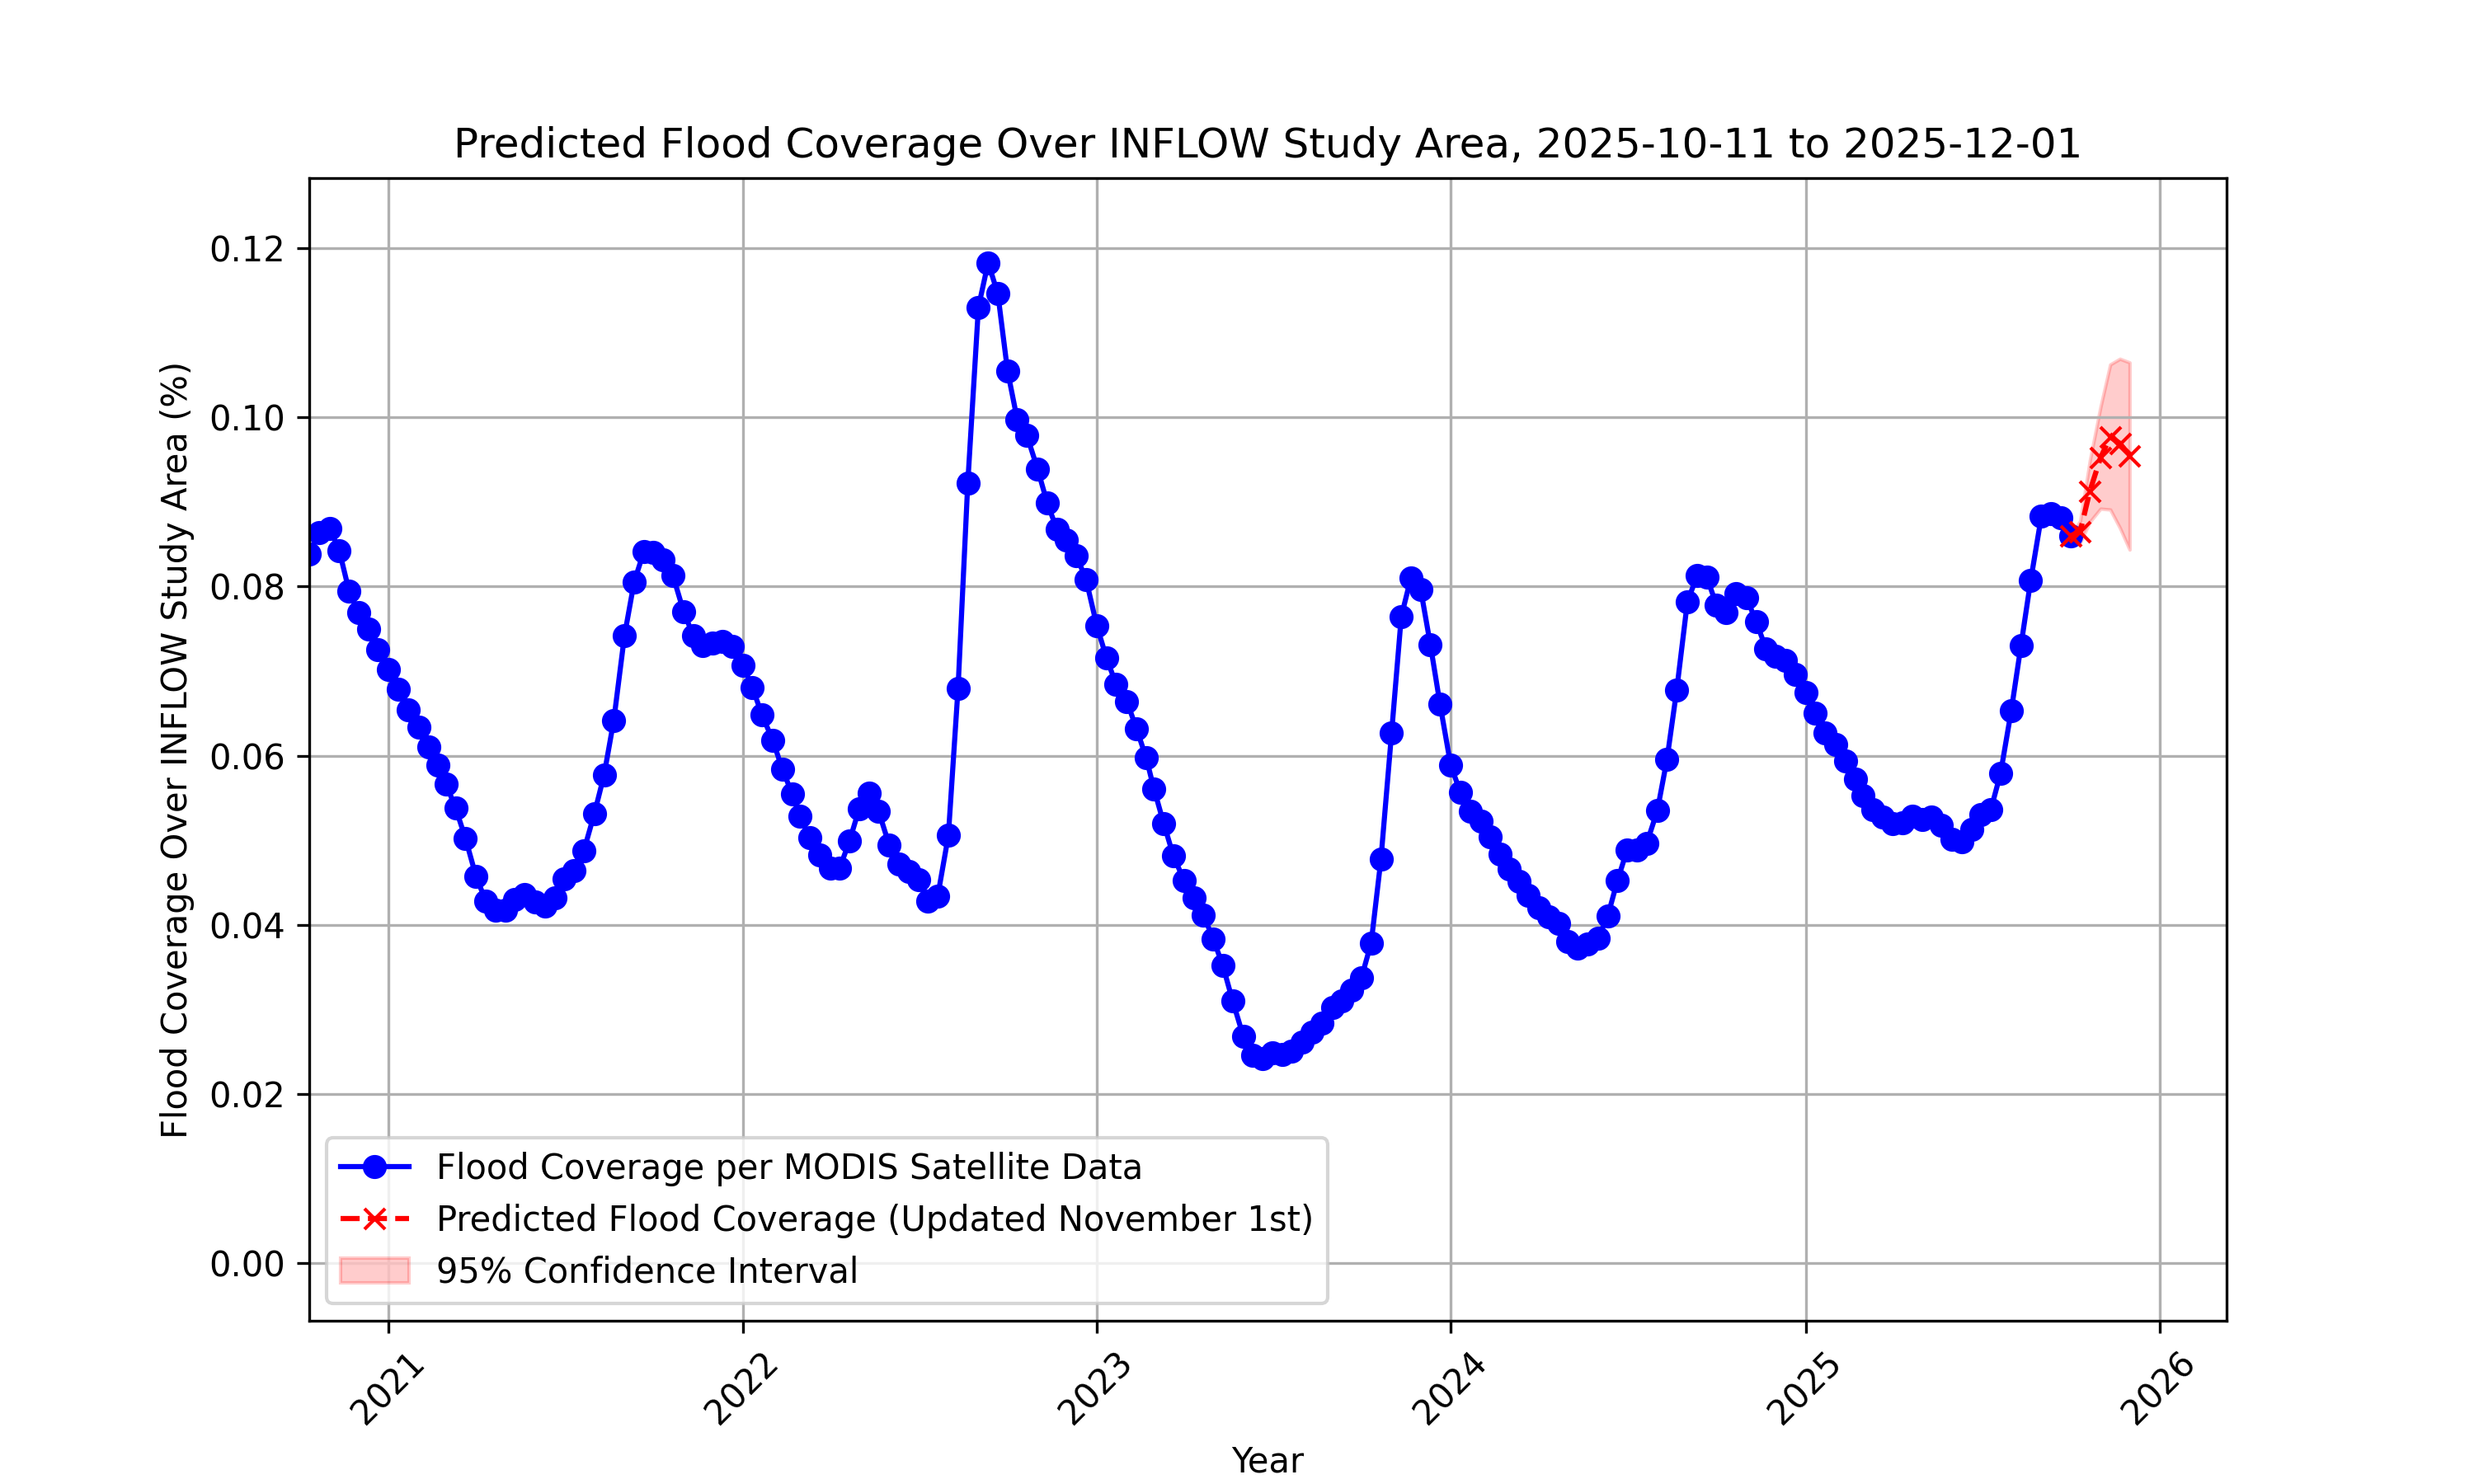 Predicted Flood Coverage Over INFLOW Study Area, 2025-10-11 to 2025-12-01
Flood Coverage Over INFLOW Study Area (%)
0.12
0.10
0.08
0.06
0.04
0.02
0.00
Flood Coverage per MODIS Satellite Data
Predicted Flood Coverage (Updated November 1st)
95% Confidence Interval
2021
2022
2023
2024
2025
2026
Year